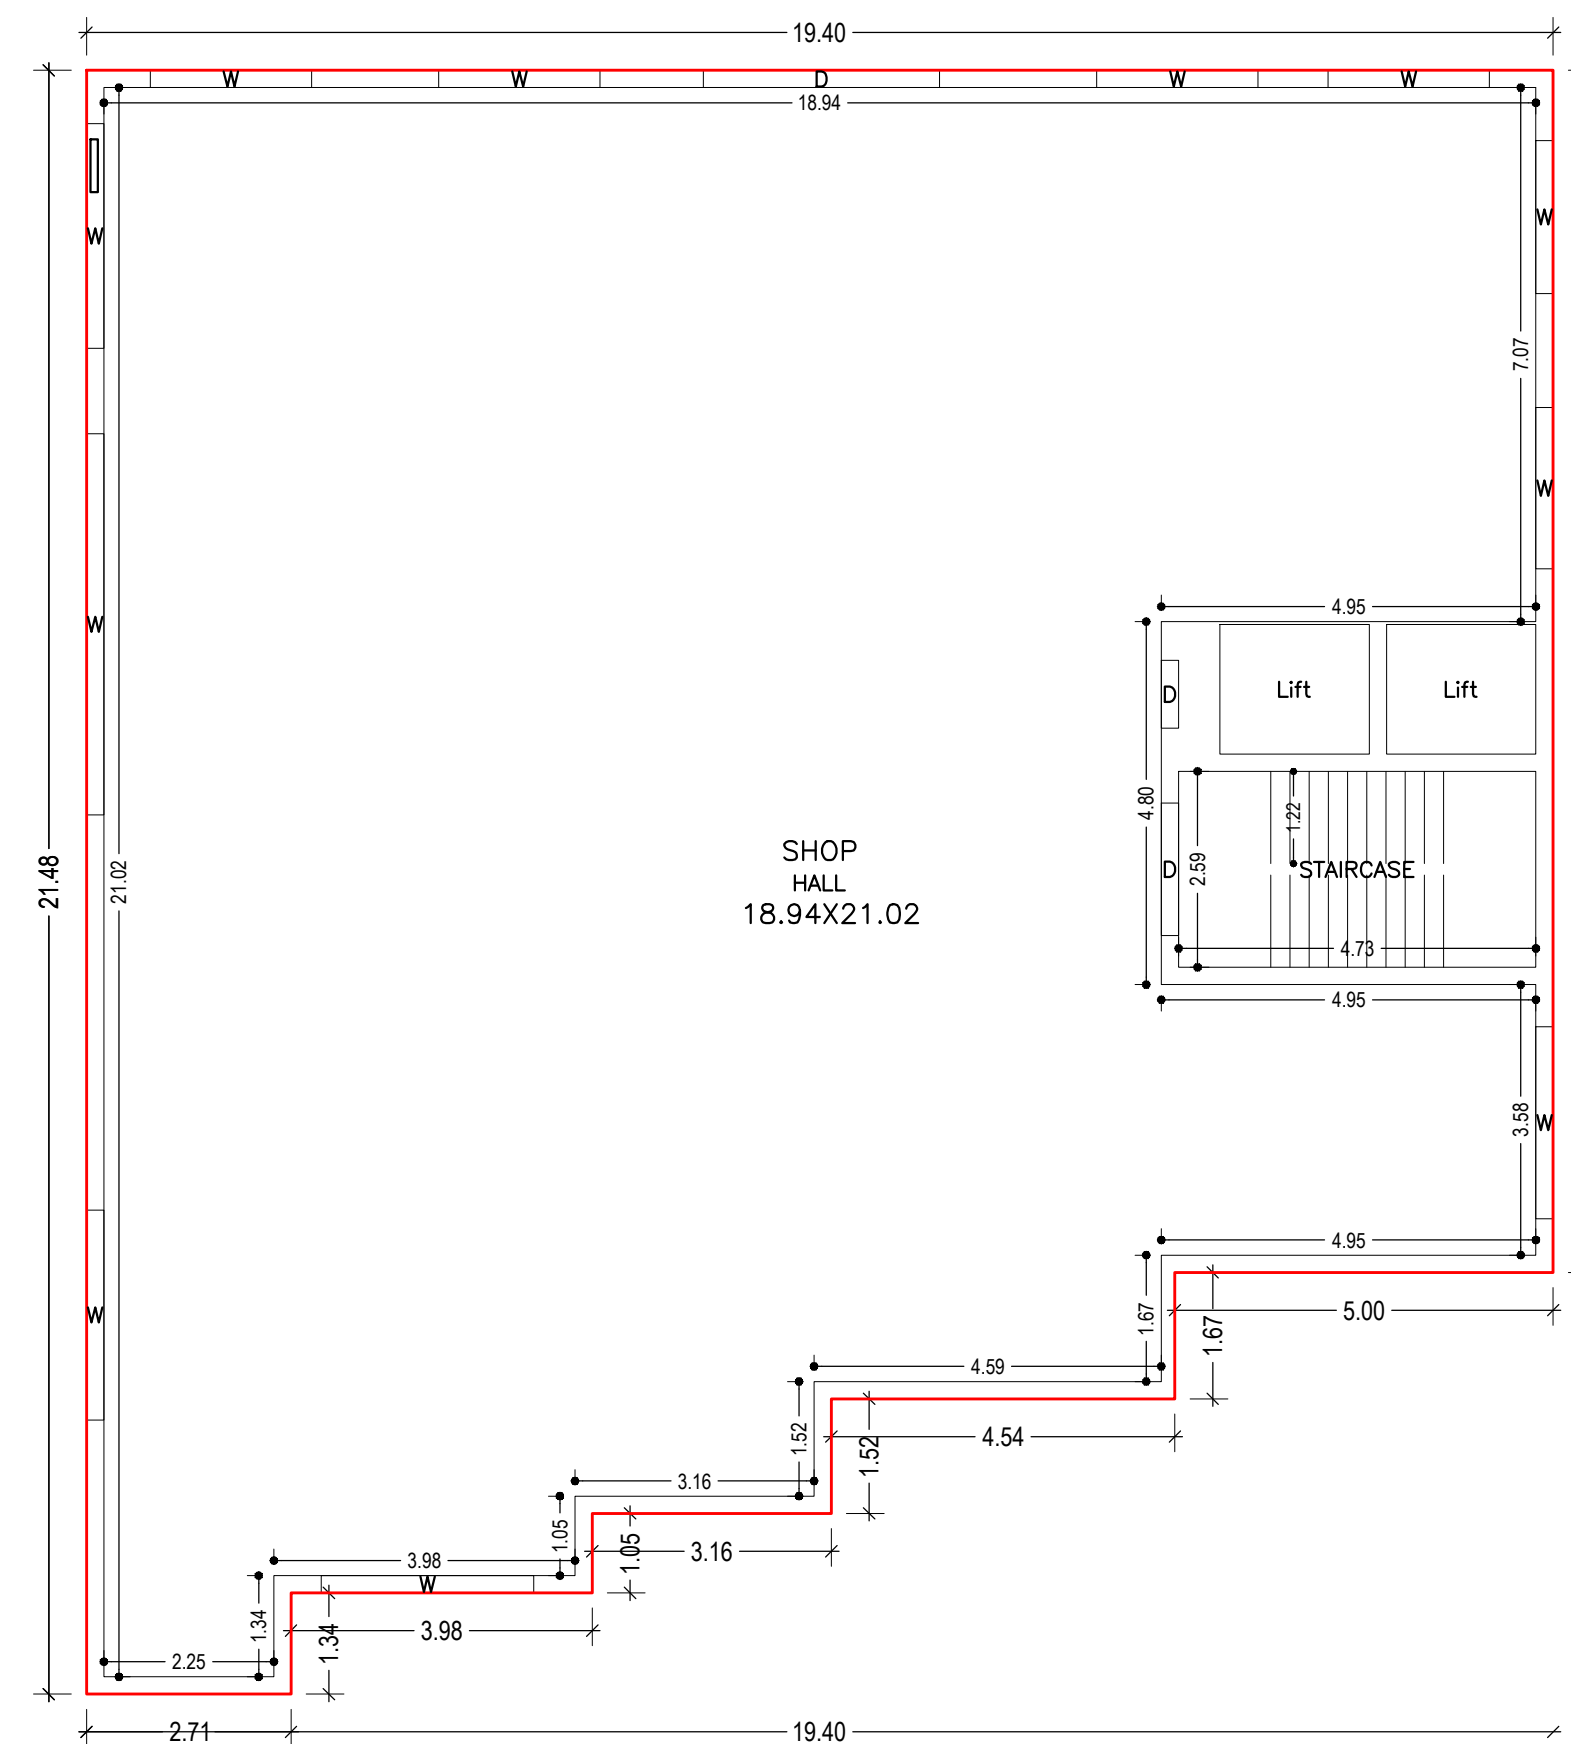 19.40
W
W
D
W
W
18.94
W
W
7.07
W
W
4.95
Lift
Lift
D
4.80
1.22
2.59
D
STAIRCASE
4.73
4.95
SHOP
HALL
18.94X21.02
21.48
21.02
3.58
W
4.95
5.00
1.67
1.67
W
4.59
4.54
1.52
1.52
3.16
3.16
1.05
1.05
3.98
W
3.98
1.34
1.34
2.25
2.71
19.40